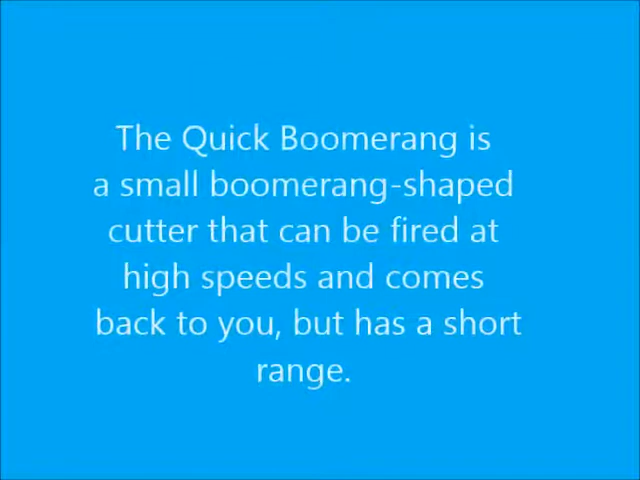 The Quick Boomerang is
a small boomerang-shaped
cutter that can be fired at
high speeds and comes
back to you, but has a short
range.